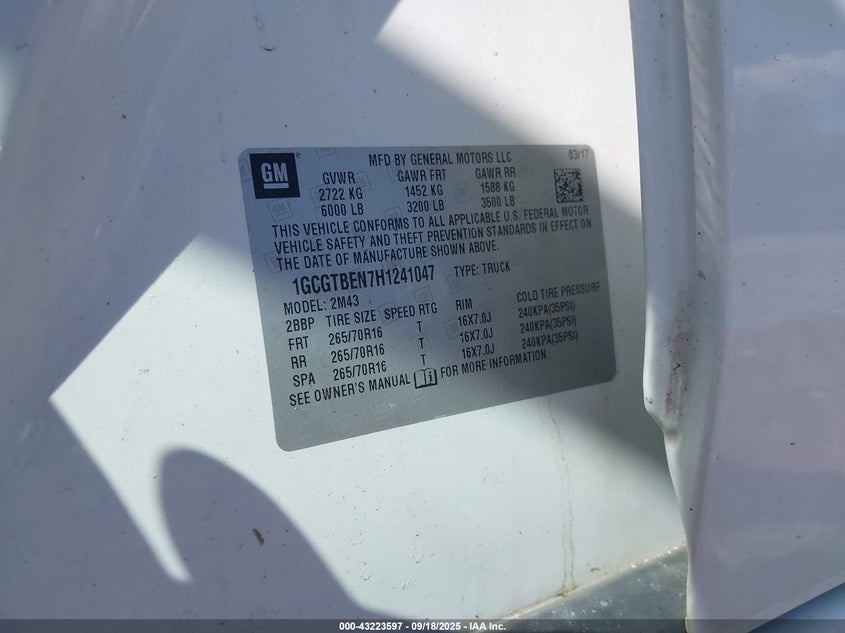 GM
MFD BY GENERAL MOTORS LLC 03/17
GVWR GAWR FRT GAWR RR
2722 KG 1452 KG 1588 KG
6000 LB 3200 LB 3500 LB
THIS VEHICLE CONFORMS TO ALL APPLICABLE U.S. FEDERAL MOTOR
VEHICLE SAFETY AND THEFT PREVENTION STANDARDS IN EFFECT ON
THE DATE OF MANUFACTURE SHOWN ABOVE.
1GCGTBEN7H1241047 TYPE: TRUCK
MODEL: 2M43
2BBP TIRE SIZE SPEED RTG RIM COLD TIRE PRESSURE
FRT 265/70R16 T 16X7.0J 240KPA(35PSI)
RR 265/70R16 T 16X7.0J 240KPA(35PSI)
SPA 265/70R16 T 16X7.0J 240KPA(35PSI)
SEE OWNER'S MANUAL FOR MORE INFORMATION.
000-43223597 - 09/18/2025 - IAA Inc.